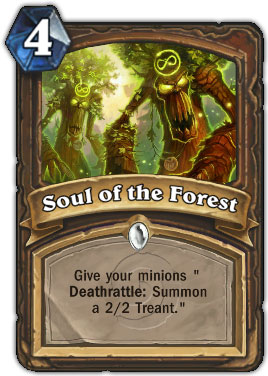 4
Soul of the Forest
Give your minions "
Deathrattle: Summon
a 2/2 Treant."